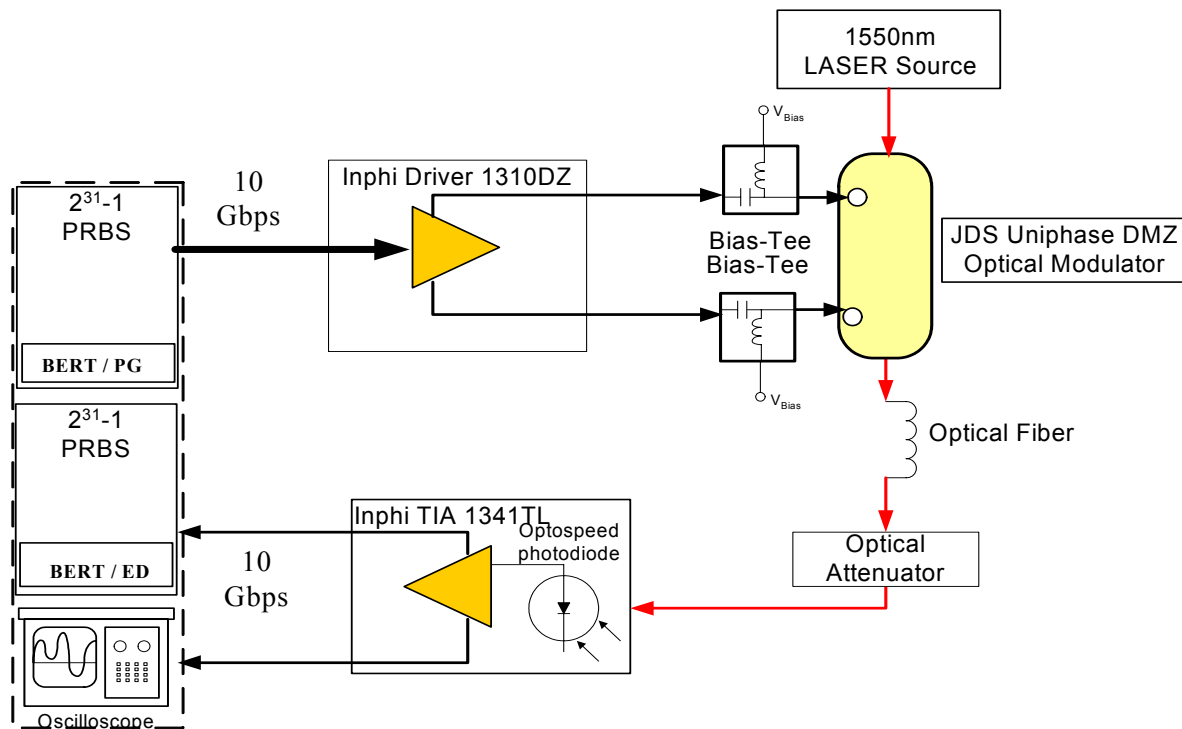 1550nm
LASER Source
V_Bias
10
Gbps
Inphi Driver 1310DZ
2³¹-1
PRBS
BERT / PG
Bias-Tee
Bias-Tee
JDS Uniphase DMZ
Optical Modulator
V_Bias
2³¹-1
PRBS
BERT / ED
Optical Fiber
Inphi TIA 1341TL
Optospeed
photodiode
10
Gbps
Optical
Attenuator
Oscilloscope